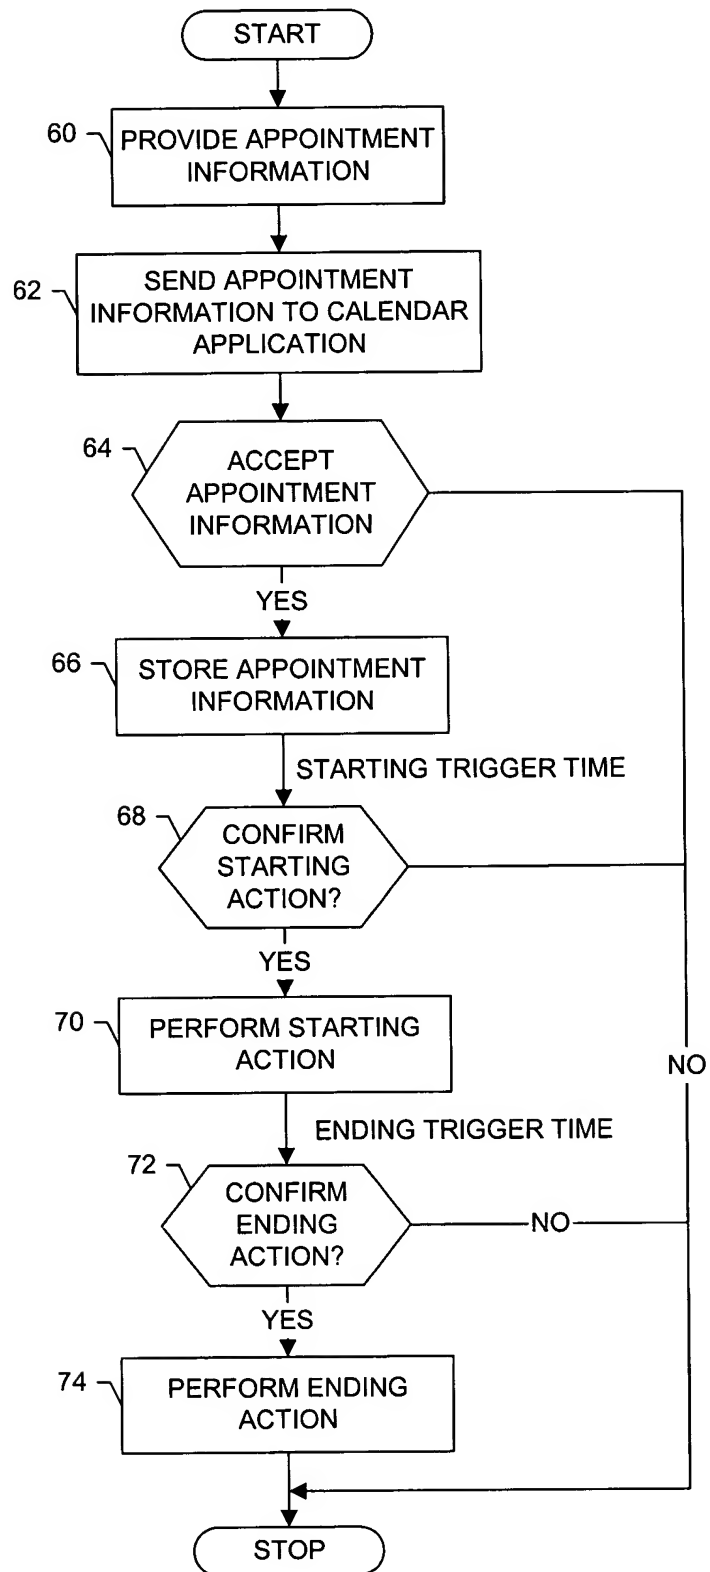 START
60
PROVIDE APPOINTMENT
INFORMATION
62
SEND APPOINTMENT
INFORMATION TO CALENDAR
APPLICATION
64
ACCEPT
APPOINTMENT
INFORMATION
YES
66
STORE APPOINTMENT
INFORMATION
STARTING TRIGGER TIME
68
CONFIRM
STARTING
ACTION?
YES
70
PERFORM STARTING
ACTION
NO
ENDING TRIGGER TIME
72
CONFIRM
ENDING
ACTION?
NO
YES
74
PERFORM ENDING
ACTION
STOP